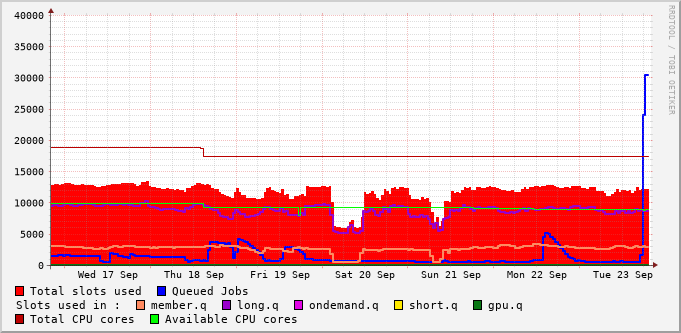 40000
35000
30000
25000
20000
15000
10000
5000
0
Wed 17 Sep Thu 18 Sep Fri 19 Sep Sat 20 Sep Sun 21 Sep Mon 22 Sep Tue 23 Sep
RRDTOOL / TOBI OETIKER
Total slots used Queued Jobs
Slots used in : member.q long.q ondemand.q short.q gpu.q
Total CPU cores Available CPU cores